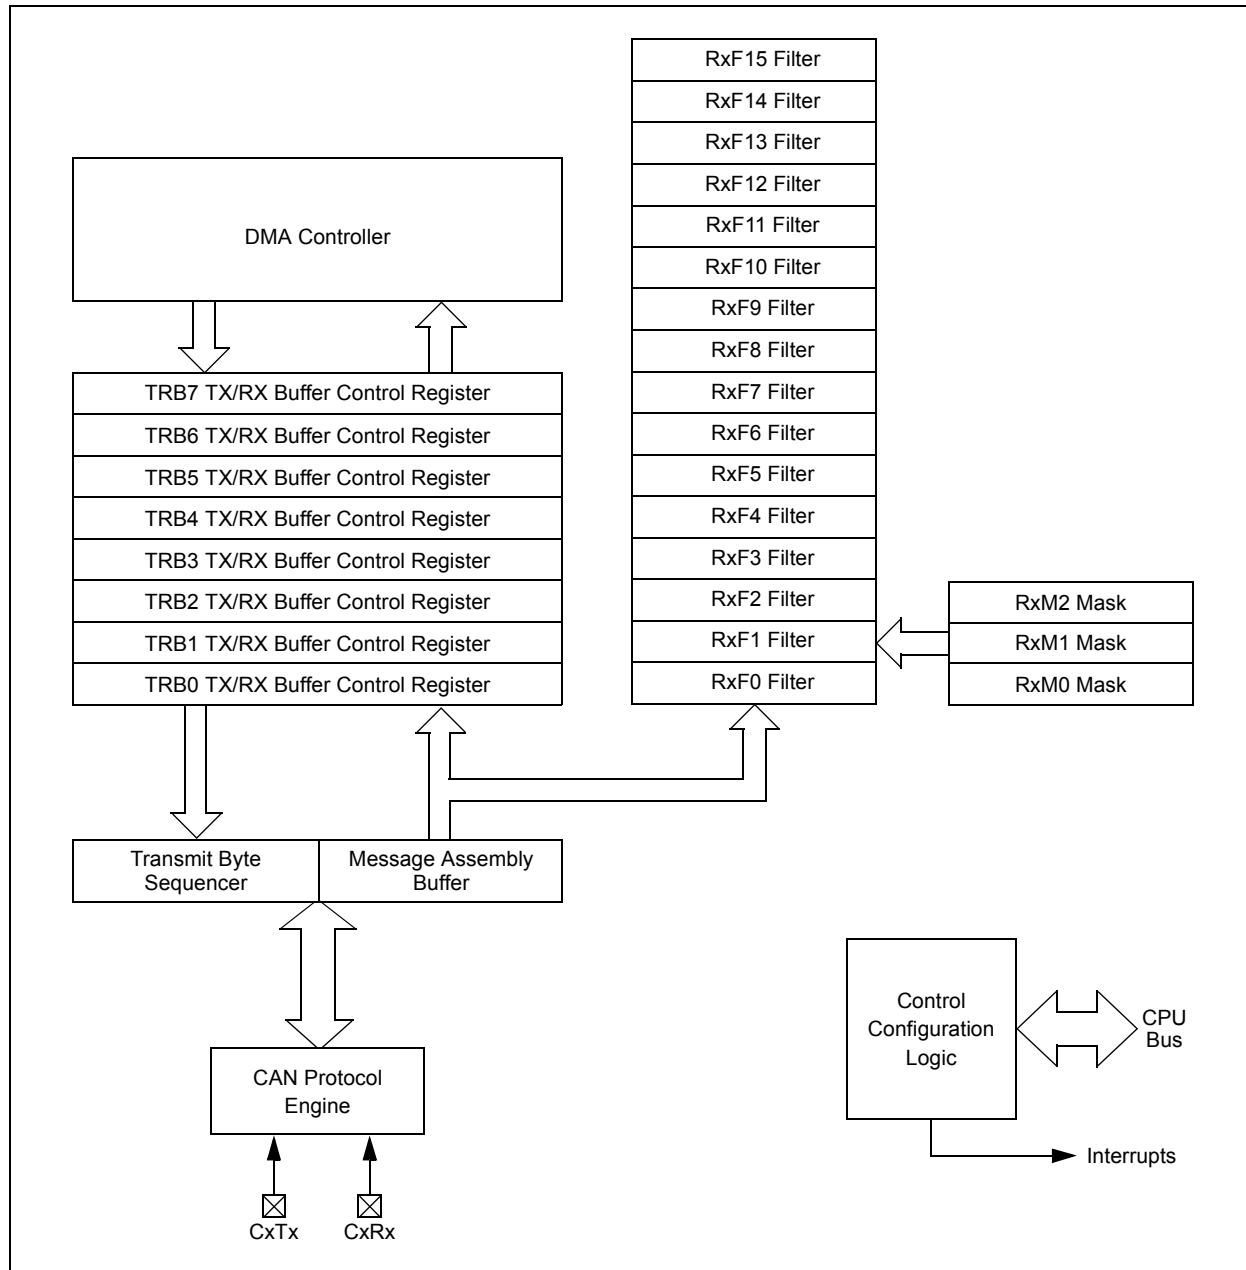 RxF15 Filter
RxF14 Filter
RxF13 Filter
RxF12 Filter
RxF11 Filter
RxF10 Filter
RxF9 Filter
RxF8 Filter
RxF7 Filter
RxF6 Filter
RxF5 Filter
RxF4 Filter
RxF3 Filter
RxF2 Filter
RxF1 Filter
RxF0 Filter
DMA Controller
TRB7 TX/RX Buffer Control Register
TRB6 TX/RX Buffer Control Register
TRB5 TX/RX Buffer Control Register
TRB4 TX/RX Buffer Control Register
TRB3 TX/RX Buffer Control Register
TRB2 TX/RX Buffer Control Register
TRB1 TX/RX Buffer Control Register
TRB0 TX/RX Buffer Control Register
RxM2 Mask
RxM1 Mask
RxM0 Mask
Transmit Byte
Sequencer
Message Assembly
Buffer
CAN Protocol
Engine
CxTx
CxRx
Control
Configuration
Logic
CPU
Bus
Interrupts